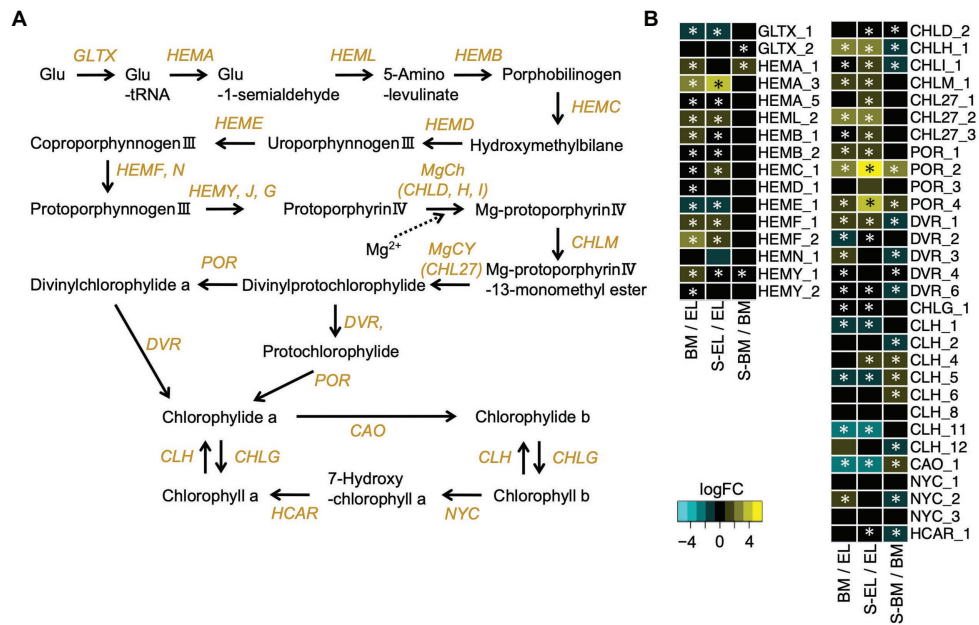 A
GLTX
HEMA
HEML
HEMB
Glu
Glu
-tRNA
Glu
-1-semialdehyde
5-Amino
-levulinate
Porphobilinogen
HEMC
HEME
HEMD
Coproporphynnogen Ⅲ
Uroporphynnogen Ⅲ
Hydroxymethylbilane
HEMF, N
HEMY, J, G
MgCh
(CHLD, H, I)
Protoporphynnogen Ⅲ
Protoporphyrin Ⅳ
Mg-protoporphyrin Ⅳ
Mg2+
CHLM
MgCY
(CHL27)
POR
Divinylchlorophylide a
Divinylprotochlorophylide
Mg-protoporphyrin Ⅳ
-13-monomethyl ester
DVR
DVR,
Protochlorophylide
POR
Chlorophylide a
Chlorophylide b
CAO
CLH
CHLG
CLH
CHLG
Chlorophyll a
7-Hydroxy
-chlorophyll a
Chlorophyll b
HCAR
NYC
B
GLTX_1
GLTX_2
HEMA_1
HEMA_3
HEMA_5
HEML_2
HEMB_1
HEMB_2
HEMC_1
HEMD_1
HEME_1
HEMF_1
HEMF_2
HEMN_1
HEMY_1
HEMY_2
BM / EL
S-EL / EL
S-BM / BM
logFC
−4 0 4
CHLD_2
CHLH_1
CHLI_1
CHLM_1
CHL27_1
CHL27_2
CHL27_3
POR_1
POR_2
POR_3
POR_4
DVR_1
DVR_2
DVR_3
DVR_4
DVR_6
CHLG_1
CLH_1
CLH_2
CLH_4
CLH_5
CLH_6
CLH_8
CLH_11
CLH_12
CAO_1
NYC_1
NYC_2
NYC_3
HCAR_1
BM / EL
S-EL / EL
S-BM / BM